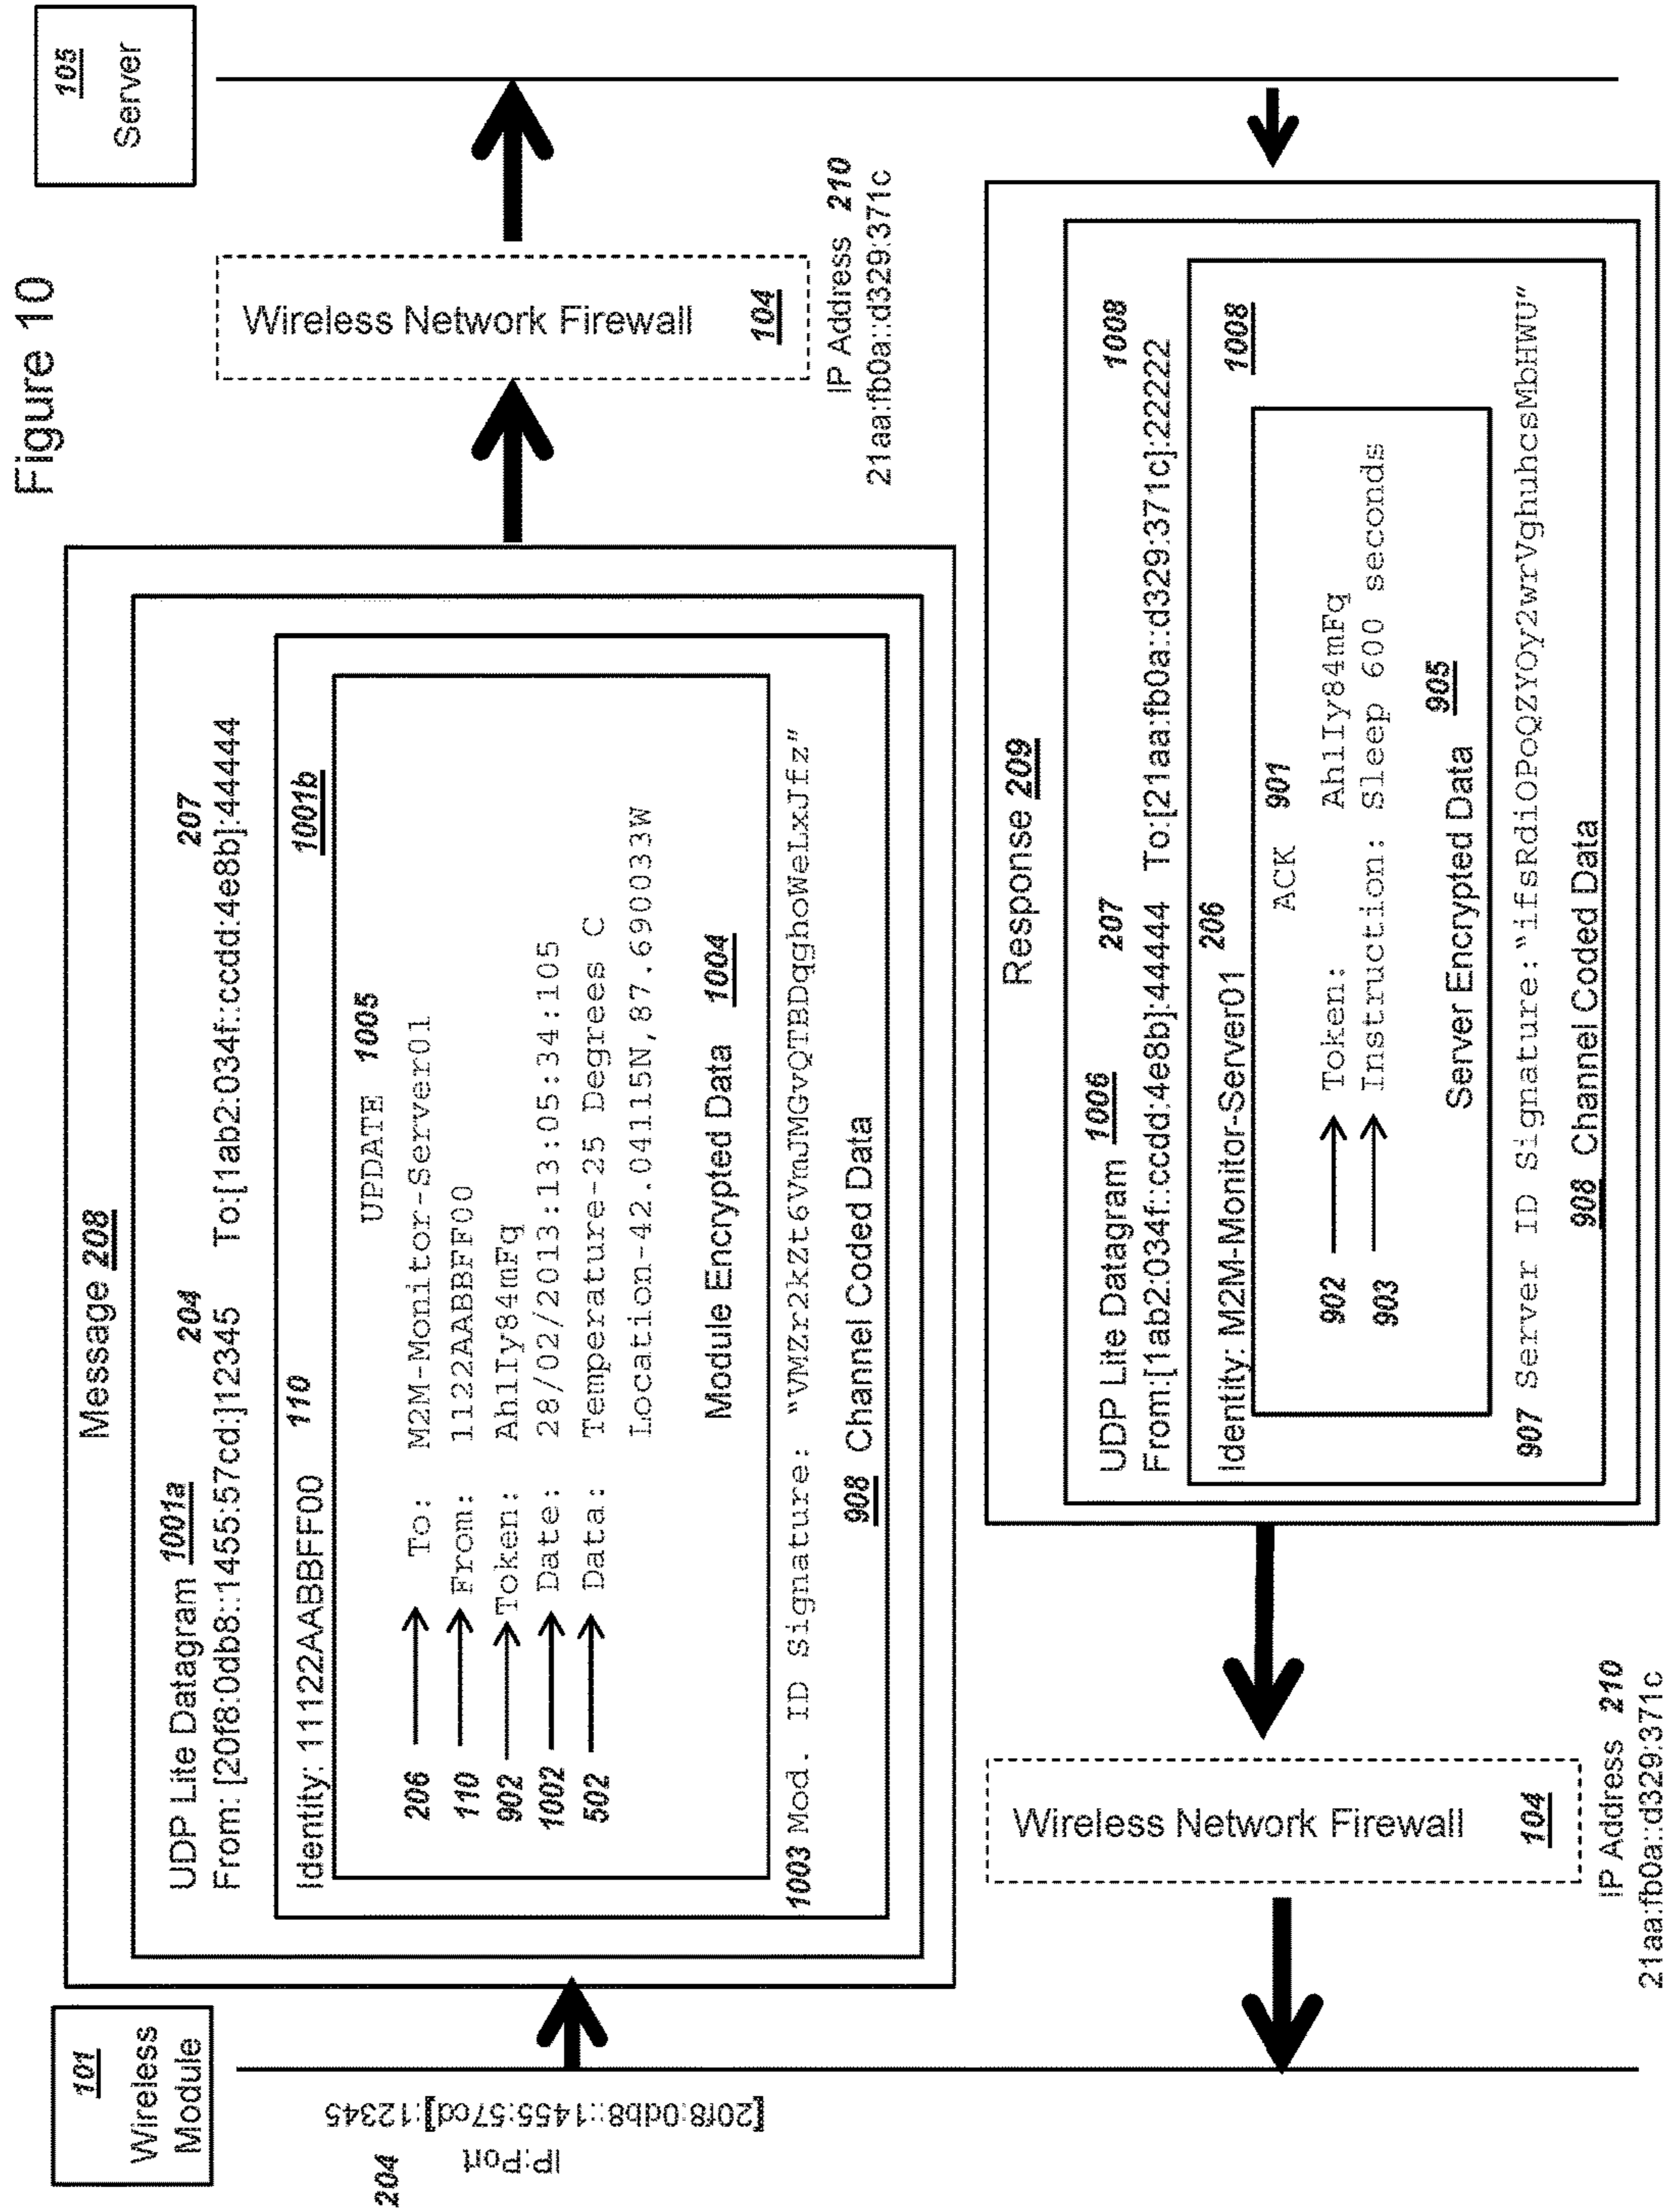 Figure 10
101
Wireless
Module
105
Server
Message 208
UDP Lite Datagram 1001a
204
207
From: [20f8:0db8::1455:57cd:]12345 To:[1ab2:034f::ccdd:4e8b]:44444
Identity: 1122AABBFF00 110
1001b
UPDATE 1005
206 To: M2M-Monitor-Server01
110 From: 1122AABBFF00
902 Token: Ah1Iy84mFq
1002 Date: 28/02/2013:13:05:34:105
502 Data: Temperature-25 Degrees C
Location-42.04115N,87.69003W
Module Encrypted Data 1004
1003 Mod. ID Signature: "VMZr2kZt6VmJMGvQTBDqghoWeLxJfz"
908 Channel Coded Data
Wireless Network Firewall
104
IP Address 210
21aa:fb0a::d329:371c
204
IP:Port
[20f8:0db8::1455:57cd]:12345
Response 209
UDP Lite Datagram 1006
207
1008
From:[1ab2:034f::ccdd:4e8b]:44444 To:[21aa:fb0a::d329:371c]:22222
Identity: M2M-Monitor-Server01 206
1008
ACK 901
902 Token: Ah1Iy84mFq
903 Instruction: Sleep 600 seconds
Server Encrypted Data 905
907 Server ID Signature:"ifsRdiOPoQZYOy2wrVghuhcsMbHWU"
908 Channel Coded Data
Wireless Network Firewall
104
IP Address 210
21aa:fb0a::d329:371c